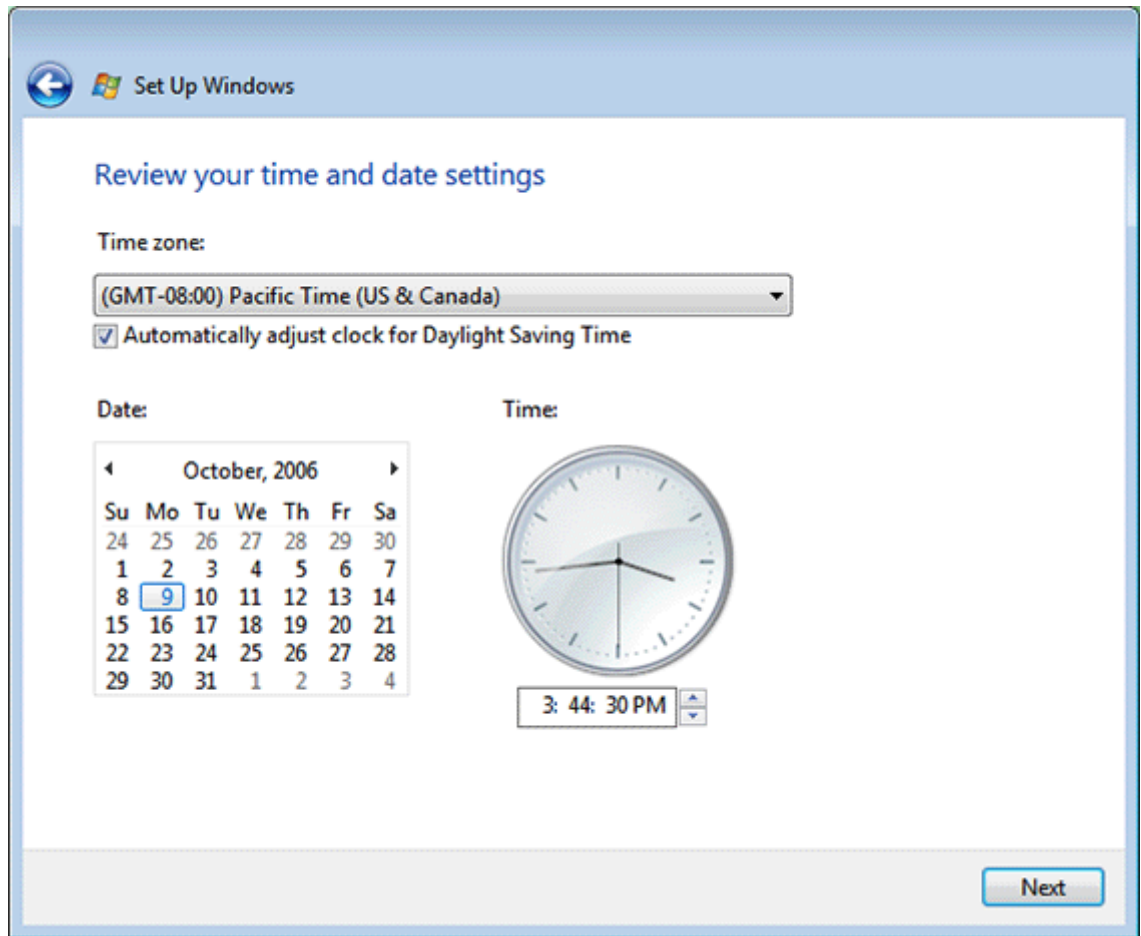 Set Up Windows
Review your time and date settings
Time zone:
(GMT-08:00) Pacific Time (US & Canada)
Automatically adjust clock for Daylight Saving Time
Date:
October, 2006
Su Mo Tu We Th Fr Sa
24 25 26 27 28 29 30
1 2 3 4 5 6 7
8 9 10 11 12 13 14
15 16 17 18 19 20 21
22 23 24 25 26 27 28
29 30 31 1 2 3 4
Time:
3: 44: 30 PM
Next